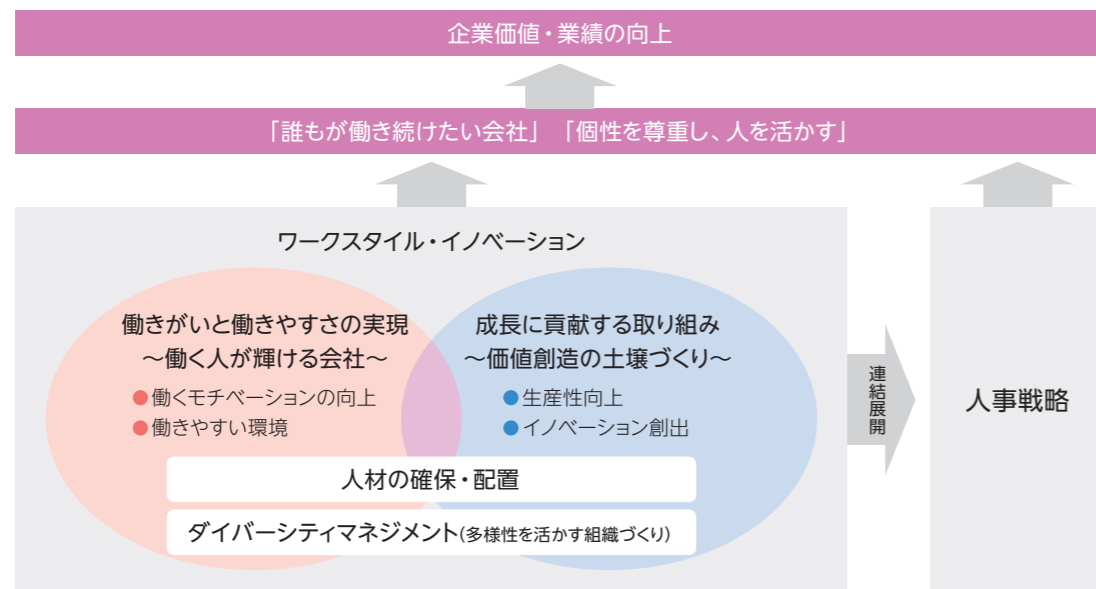 企業価値・業績の向上
「誰もが働き続けたい会社」 「個性を尊重し、人を活かす」
ワークスタイル・イノベーション
働きがいと働きやすさの実現
～働く人が輝ける会社～
●働くモチベーションの向上
●働きやすい環境
成長に貢献する取り組み
～価値創造の土壌づくり～
●生産性向上
●イノベーション創出
人材の確保・配置
ダイバーシティマネジメント(多様性を活かす組織づくり)
連結展開
人事戦略